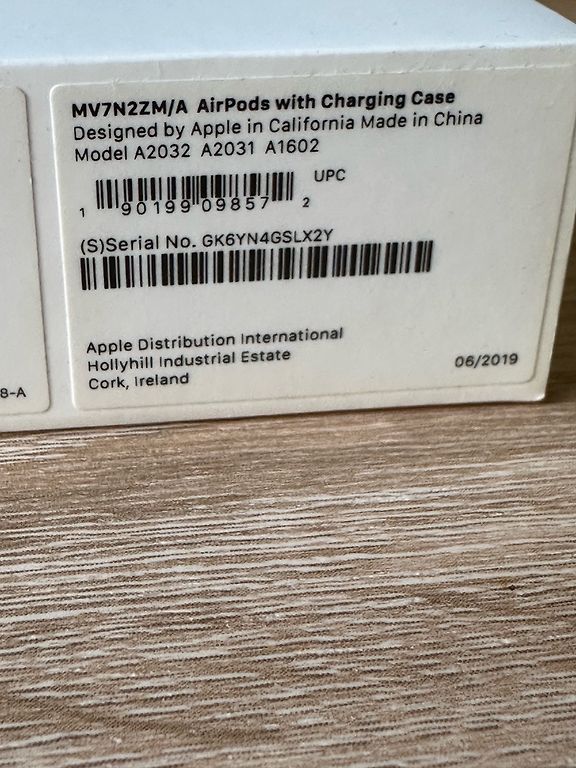 MV7N2ZM/A AirPods with Charging Case
Designed by Apple in California Made in China
Model A2032 A2031 A1602
UPC
1 90199 09857 2
(S)Serial No. GK6YN4GSLX2Y
Apple Distribution International
Hollyhill Industrial Estate
Cork, Ireland
06/2019
8-A